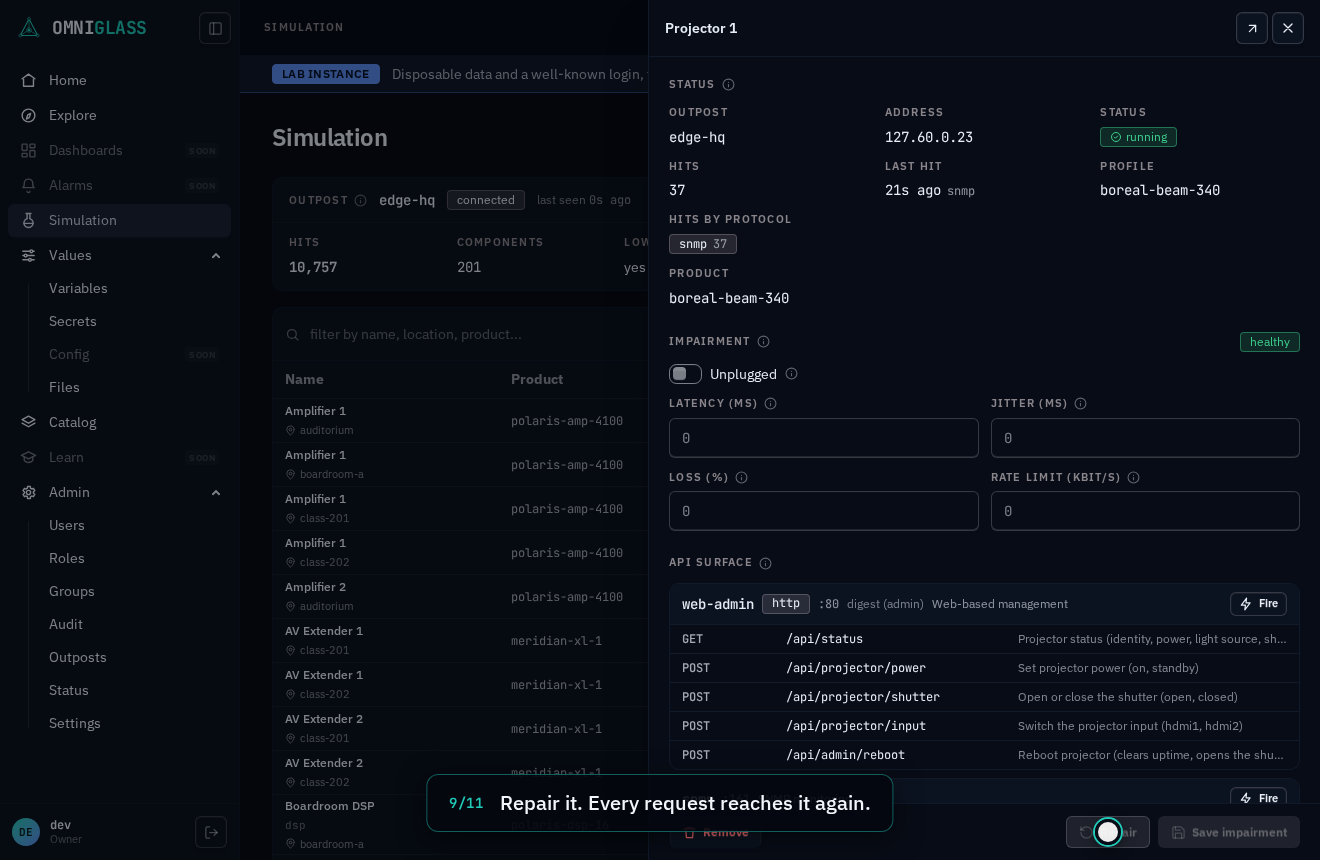 OMNIGLASS
Home
Explore
Dashboards SOON
Alarms SOON
Simulation
Values
Variables
Secrets
Config SOON
Files
Catalog
Learn SOON
Admin
Users
Roles
Groups
Audit
Outposts
Status
Settings
DE dev
Owner
SIMULATION
LAB INSTANCE Disposable data and a well-known login,
Simulation
OUTPOST edge-hq connected last seen 0s ago
HITS COMPONENTS
10,757 201 yes
filter by name, location, product...
Name Product
Amplifier 1
auditorium
polaris-amp-4100
Amplifier 1
boardroom-a
polaris-amp-4100
Amplifier 1
class-201
polaris-amp-4100
Amplifier 1
class-202
polaris-amp-4100
Amplifier 2
auditorium
polaris-amp-4100
AV Extender 1
class-201
meridian-xl-1
AV Extender 1
class-202
meridian-xl-1
AV Extender 2
class-201
meridian-xl-1
AV Extender 2
class-202
meridian-xl-1
Boardroom DSP
dsp
boardroom-a
Projector 1
STATUS
OUTPOST ADDRESS STATUS
edge-hq 127.60.0.23 running
HITS LAST HIT PROFILE
37 21s ago snmp boreal-beam-340
HITS BY PROTOCOL
snmp 37
PRODUCT
boreal-beam-340
IMPAIRMENT healthy
Unplugged
LATENCY (MS) JITTER (MS)
0 0
LOSS (%) RATE LIMIT (KBIT/S)
0 0
API SURFACE
web-admin http :80 digest (admin) Web-based management Fire
GET /api/status Projector status (identity, power, light source, sh...
POST /api/projector/power Set projector power (on, standby)
POST /api/projector/shutter Open or close the shutter (open, closed)
POST /api/projector/input Switch the projector input (hdmi1, hdmi2)
POST /api/admin/reboot Reboot projector (clears uptime, opens the shu...
Fire
9/11 Repair it. Every request reaches it again.
Remove Save impairment